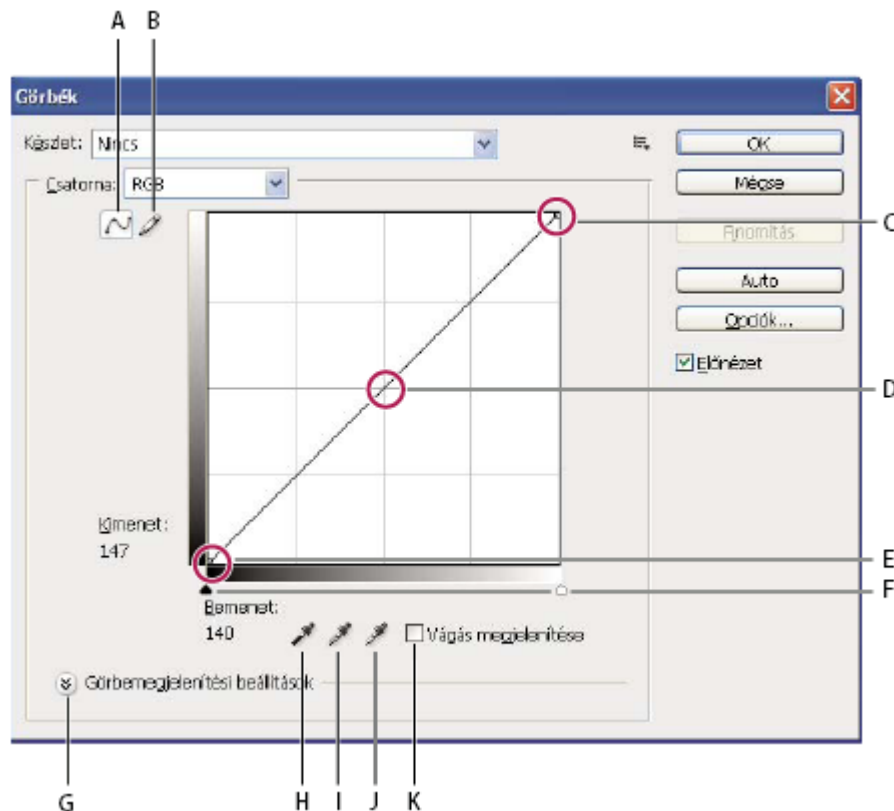 A B
Görbék
Készlet: Nincs
OK
Csatorna: RGB
Mégse
C
Finomítás
Auto
Opciók...
Előnézet
D
Kimenet:
147
E
F
Bemenet:
140
Vágás megjelenítése
Görbemegjelenítési beállítások
G H I J K